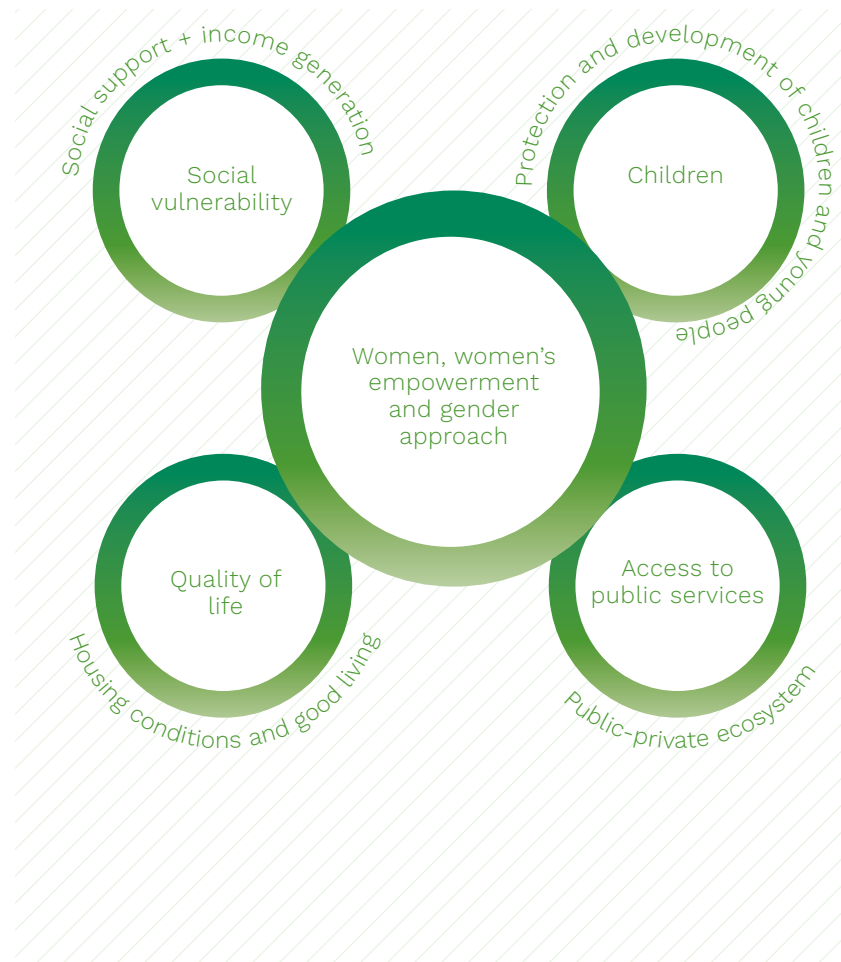 Social support + income generation
Social
vulnerability
Protection and development of children and young people
Children
Women, women’s
empowerment
and gender
approach
Quality of
life
Housing conditions and good living
Access to
public services
Public-private ecosystem